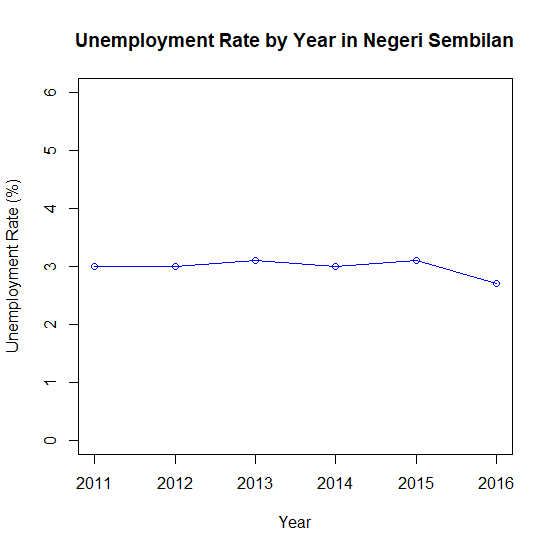 Unemployment Rate by Year in Negeri Sembilan
Unemployment Rate (%)
6
5
4
3
2
1
0
2011 2012 2013 2014 2015 2016
Year